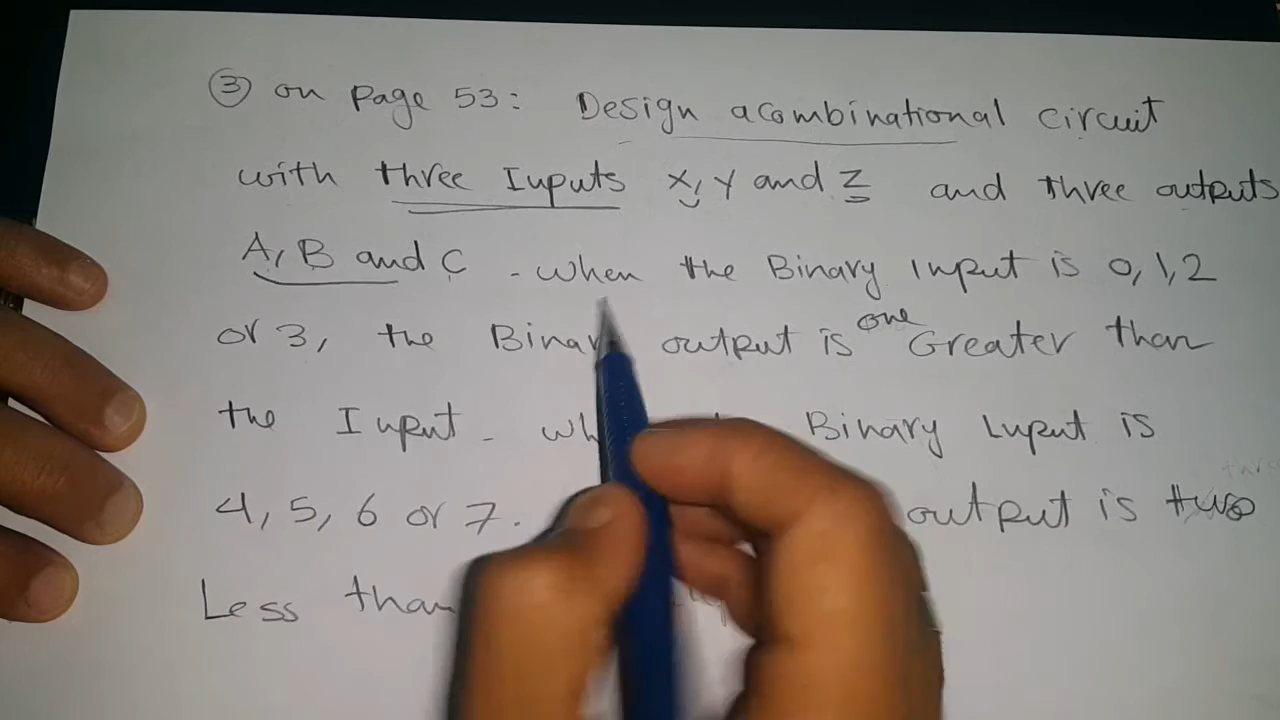 ③ on page 53: Design a combinational circuit
with three Inputs X, Y and Z and three outputs
A, B and C - when the Binary Input is 0, 1, 2
or 3, the Binary output is one Greater than
the Input - Binary Input is
4, 5, 6 or 7. output is two
Less than